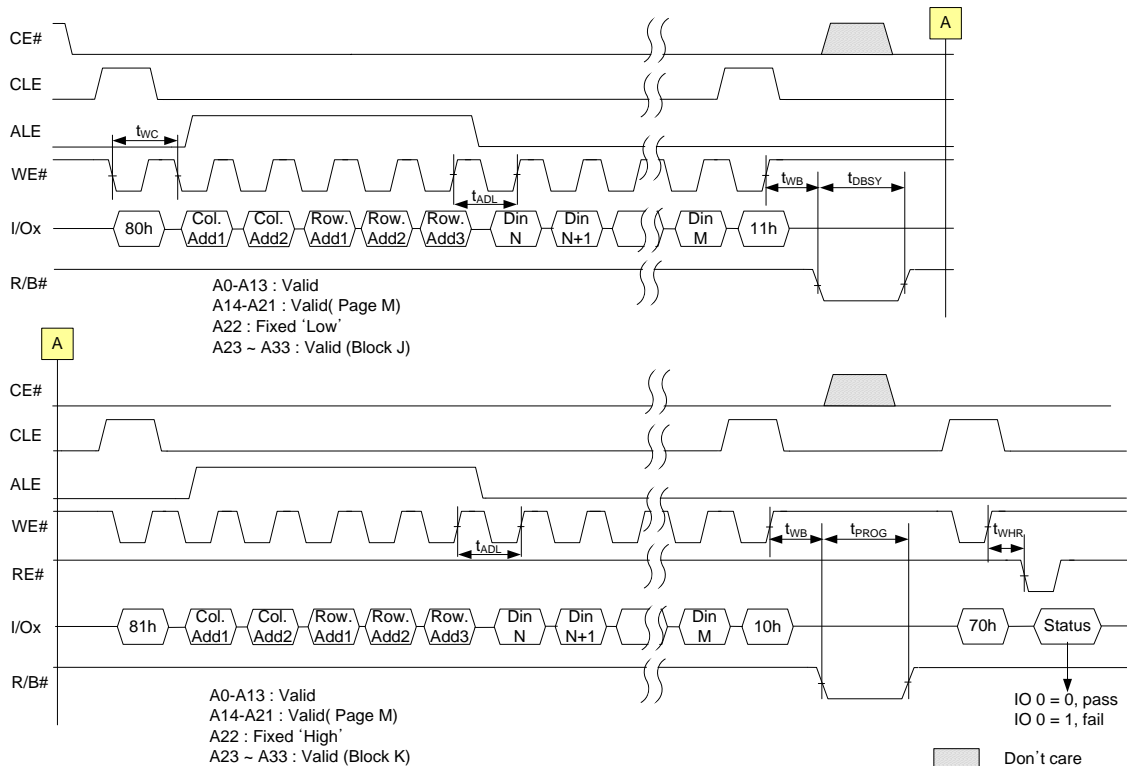 A
CE#
CLE
ALE
tWC
WE#
tADL
tWB
tDBSY
I/Ox
80h
Col. Add1
Col. Add2
Row. Add1
Row. Add2
Row. Add3
Din N
Din N+1
Din M
11h
R/B#
A0-A13 : Valid
A14-A21 : Valid( Page M)
A22 : Fixed ‘Low’
A23 ~ A33 : Valid (Block J)
A
CE#
CLE
ALE
WE#
tADL
tWB
tPROG
tWHR
RE#
I/Ox
81h
Col. Add1
Col. Add2
Row. Add1
Row. Add2
Row. Add3
Din N
Din N+1
Din M
10h
70h
Status
R/B#
A0-A13 : Valid
A14-A21 : Valid( Page M)
A22 : Fixed ‘High’
A23 ~ A33 : Valid (Block K)
IO 0 = 0, pass
IO 0 = 1, fail
Don’t care